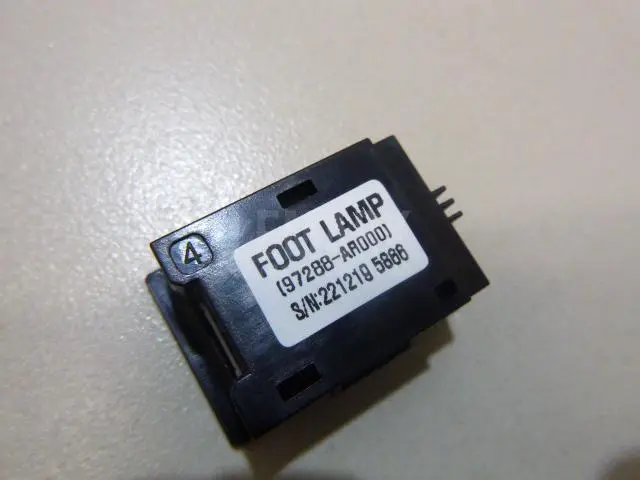 4
FOOT LAMP
(97288-AR000)
S/N:221219 5886